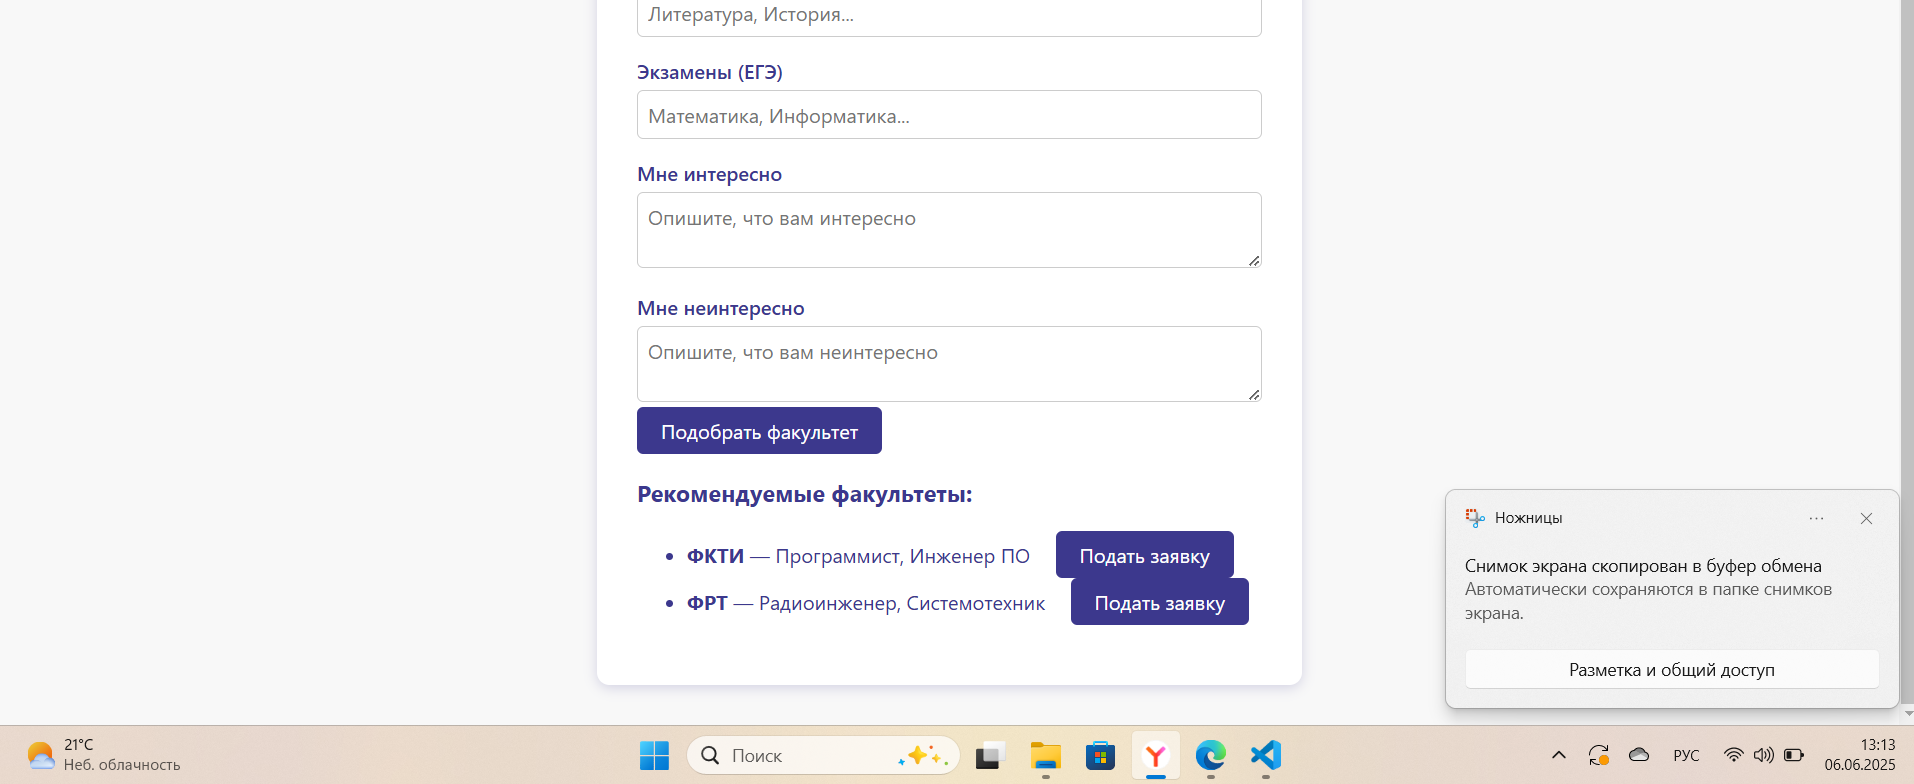 Литература, История...
Экзамены (ЕГЭ)
Математика, Информатика...
Мне интересно
Опишите, что вам интересно
Мне неинтересно
Опишите, что вам неинтересно
Подобрать факультет
Рекомендуемые факультеты:
ФКТИ — Программист, Инженер ПО
Подать заявку
ФРТ — Радиоинженер, Системотехник
Подать заявку
Ножницы
Снимок экрана скопирован в буфер обмена
Автоматически сохраняются в папке снимков
экрана.
Разметка и общий доступ
21°C
Неб. облачность
Поиск
РУС
13:13
06.06.2025